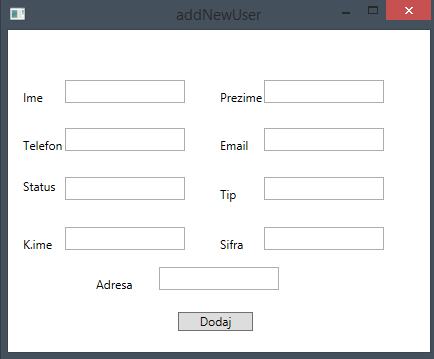 addNewUser
Ime Prezime
Telefon Email
Status Tip
K.ime Sifra
Adresa
Dodaj